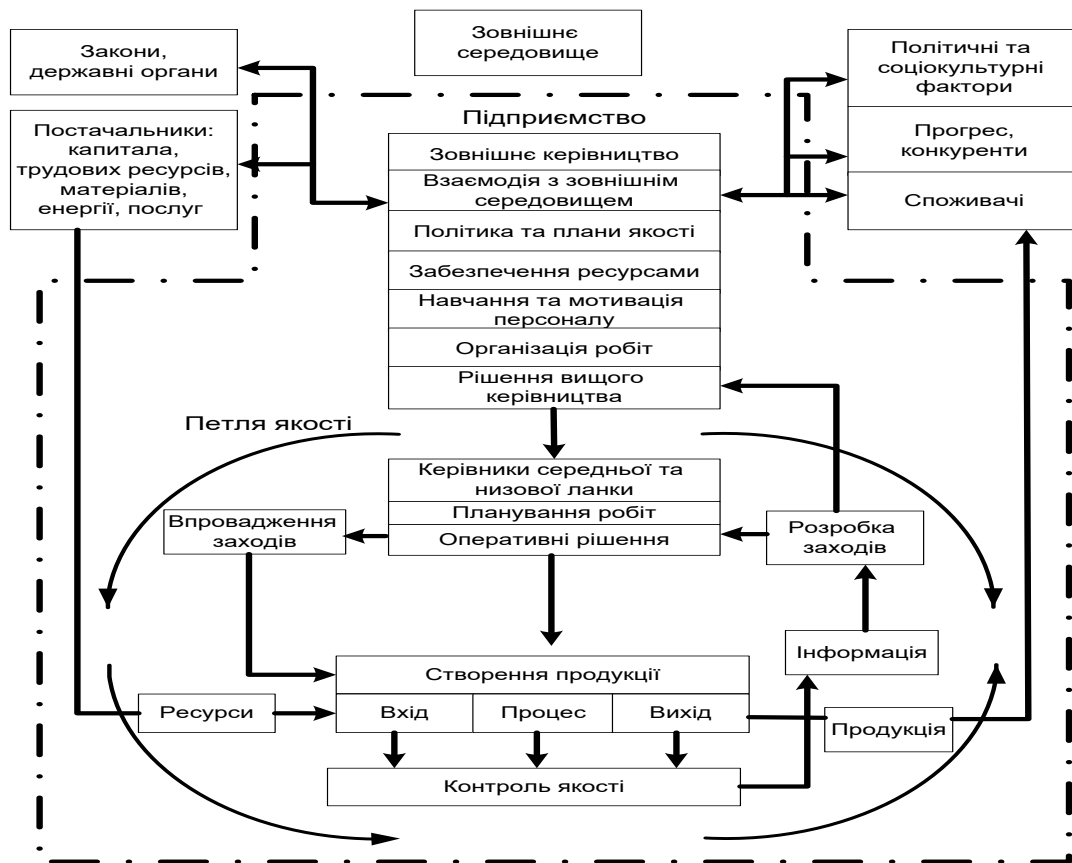 Зовнішнє
середовище
Закони,
державні органи
Політичні та
соціокультурні
фактори
Постачальники:
капитала,
трудових ресурсів,
матеріалів,
енергії, послуг
Прогрес,
конкуренти
Споживачі
Підприємство
Зовнішнє керівництво
Взаємодія з зовнішнім
середовищем
Політика та плани якості
Забезпечення ресурсами
Навчання та мотивація
персоналу
Організація робіт
Рішення вищого
керівництва
Петля якості
Керівники середньої та
низової ланки
Планування робіт
Оперативні рішення
Впровадження
заходів
Розробка
заходів
Інформація
Створення продукції
Ресурси
Вхід
Процес
Вихід
Продукція
Контроль якості